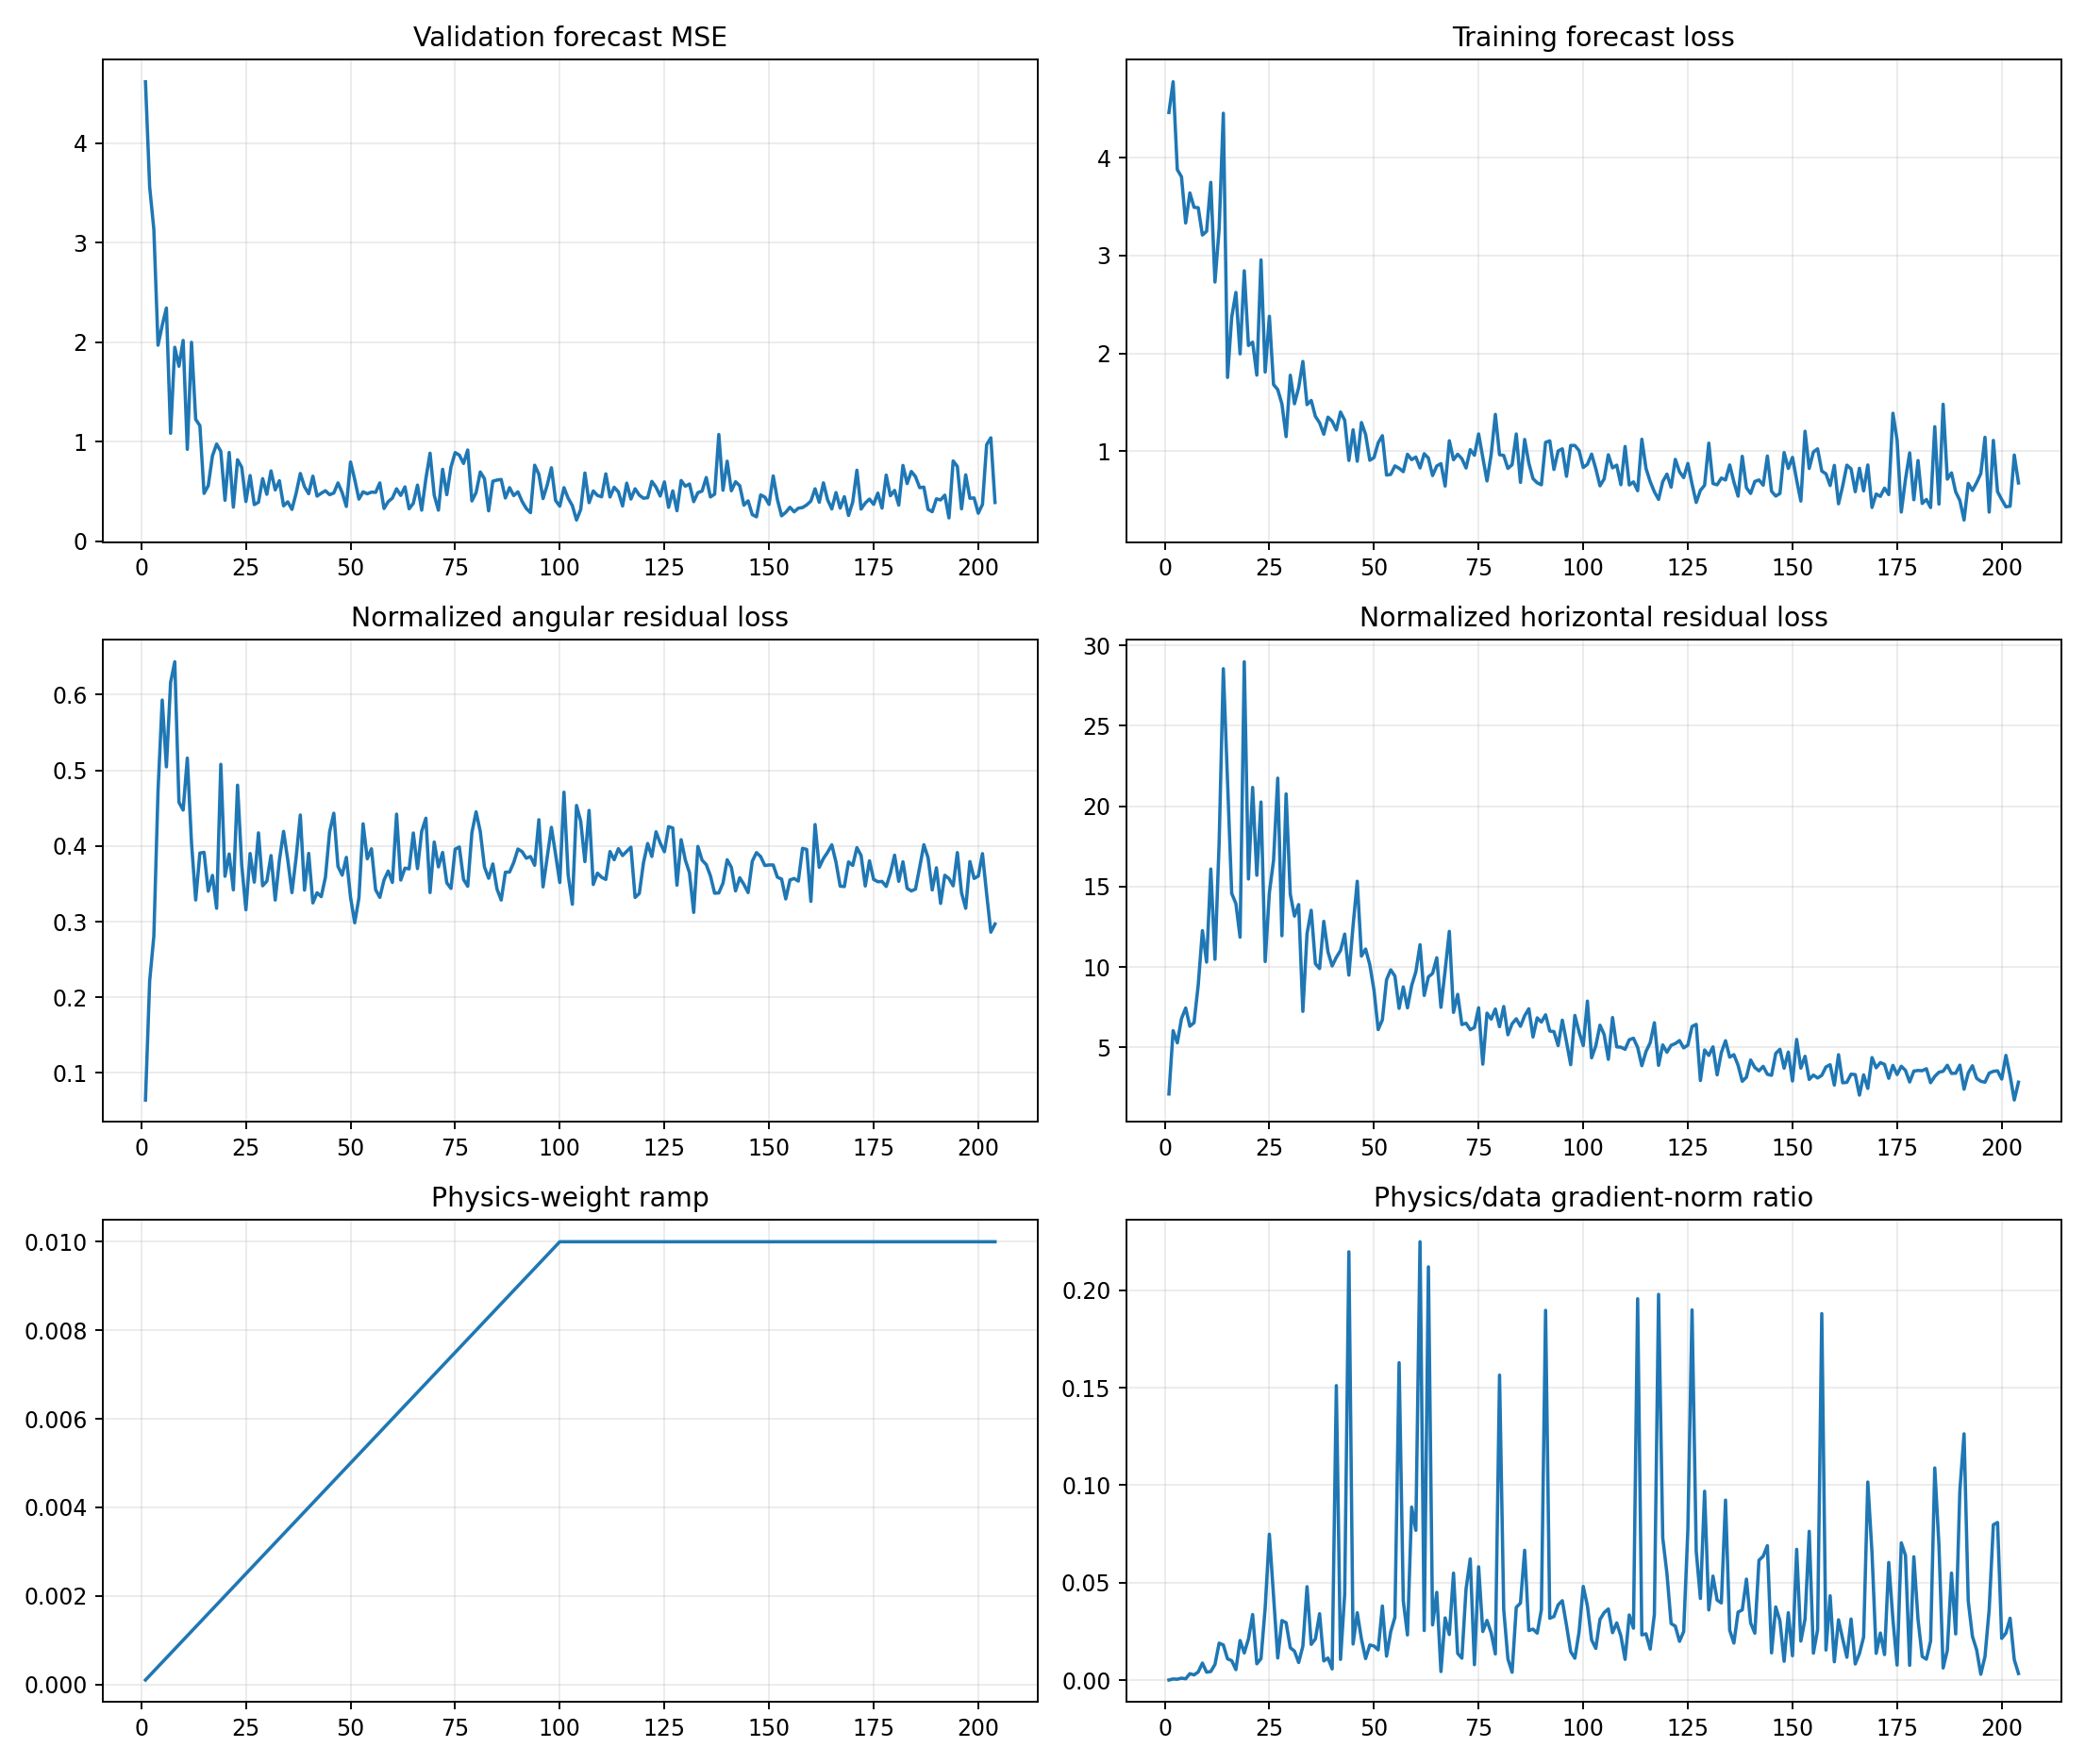 Validation forecast MSE
Training forecast loss
4
3
2
1
0
0 25 50 75 100 125 150 175 200
4
3
2
1
0 25 50 75 100 125 150 175 200
Normalized angular residual loss
Normalized horizontal residual loss
0.6
0.5
0.4
0.3
0.2
0.1
0 25 50 75 100 125 150 175 200
30
25
20
15
10
5
0 25 50 75 100 125 150 175 200
Physics-weight ramp
Physics/data gradient-norm ratio
0.010
0.008
0.006
0.004
0.002
0.000
0 25 50 75 100 125 150 175 200
0.20
0.15
0.10
0.05
0.00
0 25 50 75 100 125 150 175 200